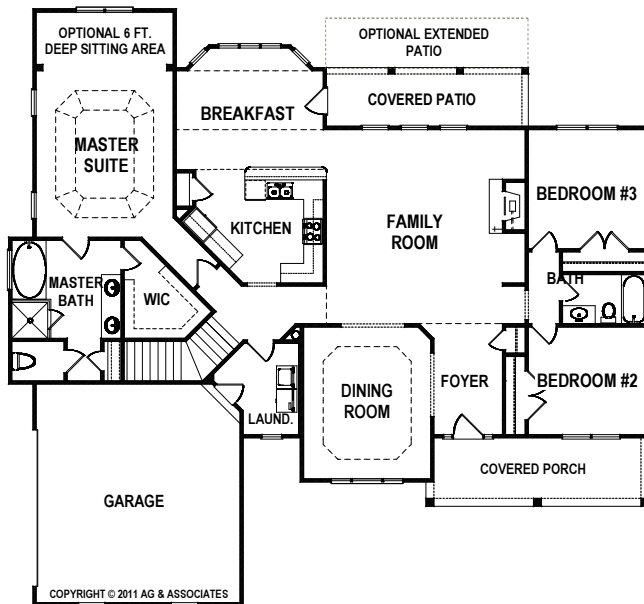 OPTIONAL 6 FT.
DEEP SITTING AREA
OPTIONAL EXTENDED
PATIO
COVERED PATIO
BREAKFAST
MASTER
SUITE
KITCHEN
FAMILY
ROOM
BEDROOM #3
MASTER
BATH
WIC
BATH
DINING
ROOM
FOYER
BEDROOM #2
LAUND.
COVERED PORCH
GARAGE
COPYRIGHT © 2011 AG & ASSOCIATES